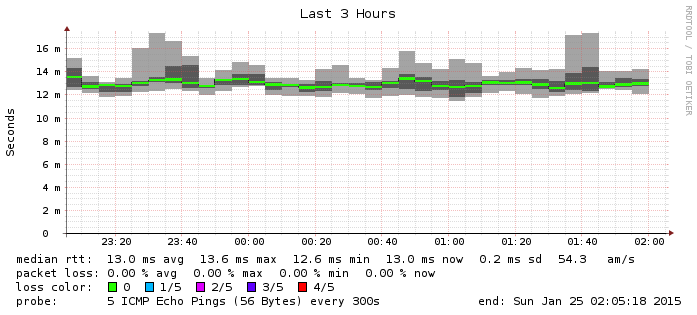 Last 3 Hours
RRDTOOL / TOBI OETIKER
Seconds
16 m
14 m
12 m
10 m
8 m
6 m
4 m
2 m
0
23:20 23:40 00:00 00:20 00:40 01:00 01:20 01:40 02:00
median rtt: 13.0 ms avg 13.6 ms max 12.6 ms min 13.0 ms now 0.2 ms sd 54.3 am/s
packet loss: 0.00 % avg 0.00 % max 0.00 % min 0.00 % now
loss color: 0 1/5 2/5 3/5 4/5
probe: 5 ICMP Echo Pings (56 Bytes) every 300s end: Sun Jan 25 02:05:18 2015